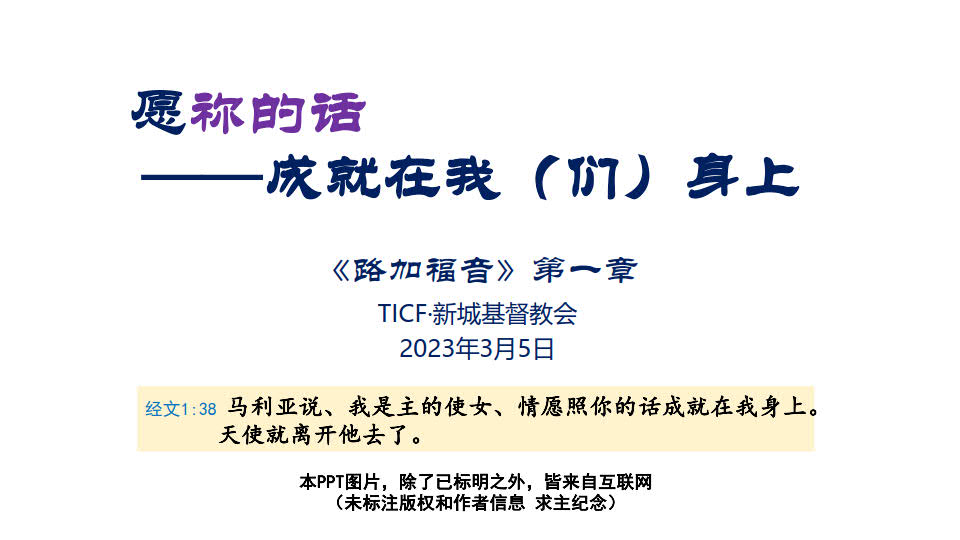 愿祢的话
——成就在我（们）身上
《路加福音》第一章
TICF·新城基督教会
2023年3月5日
经文1:38 马利亚说、我是主的使女、情愿照你的话成就在我身上。
天使就离开他去了。
本PPT图片，除了已标明之外，皆来自互联网
（未标注版权和作者信息 求主纪念）